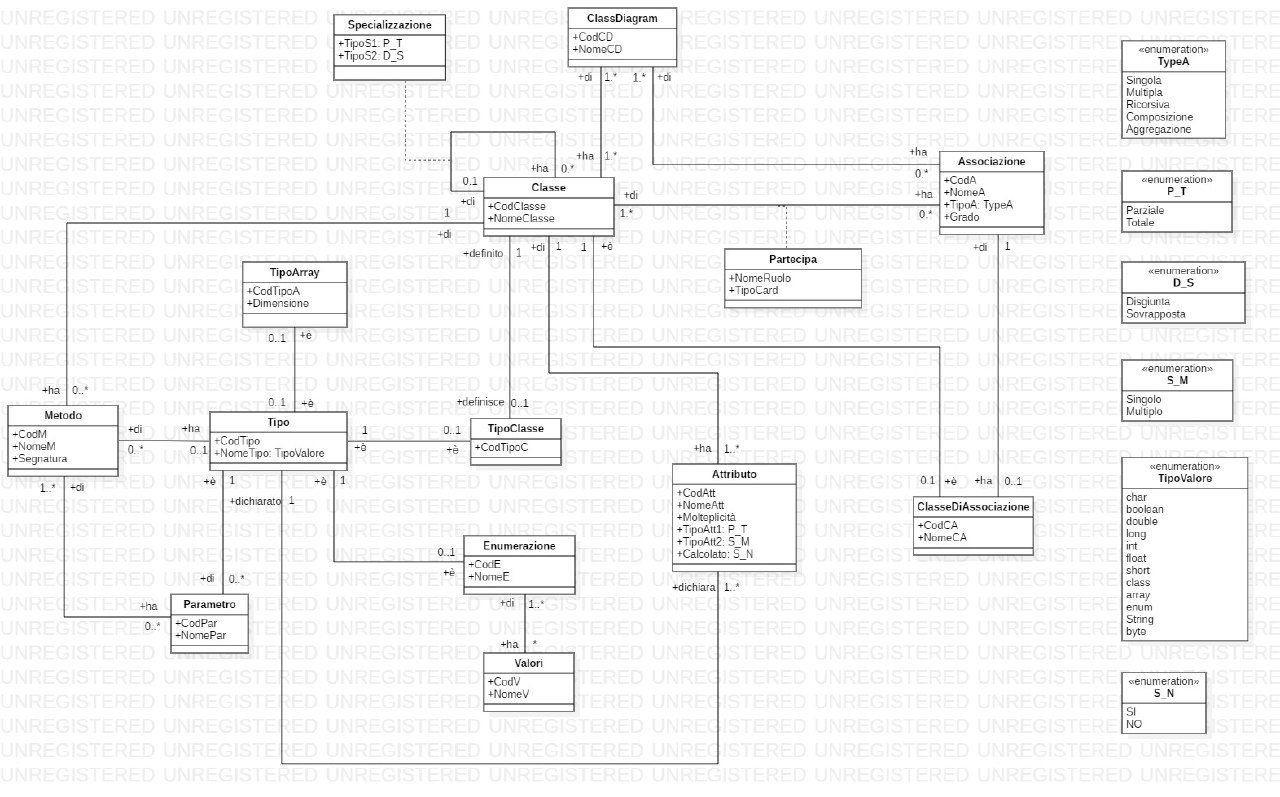 UNREGISTERED
Specializzazione
+TipoS1: P_T
+TipoS2: D_S
ClassDiagram
+CodCD
+NomeCD
+di 1.* 1.* +di
«enumeration»
TypeA
Singola
Multipla
Ricorsiva
Composizione
Aggregazione
+ha 1.*
+ha 0.*
+ha
0.*
Associazione
+CodA
+NomeA
+TipoA: TypeA
+Grado
«enumeration»
P_T
Parziale
Totale
0.1
+di
Classe
+CodClasse
+NomeClasse
+di
1.*
+ha
0.*
1
+di
+definito 1
+di 1
1 +è
+di 1
Partecipa
+NomeRuolo
+TipoCard
«enumeration»
D_S
Disgiunta
Sovrapposta
TipoArray
+CodTipoA
+Dimensione
0..1 +è
«enumeration»
S_M
Singolo
Multiplo
+ha 0..*
0..1 +è
+definisce 0..1
Metodo
+CodM
+NomeM
+Segnatura
+di
0..*
+ha
0..1
Tipo
+CodTipo
+NomeTipo: TipoValore
1
+è
0..1
+è
TipoClasse
+CodTipoC
+ha 1..*
Attributo
+CodAtt
+NomeAtt
+Molteplicità
+TipoAtt1: P_T
+TipoAtt2: S_M
+Calcolato: S_N
+dichiara 1..*
0.1 +è
+ha 0..1
ClasseDiAssociazione
+CodCA
+NomeCA
«enumeration»
TipoValore
char
boolean
double
long
int
float
short
class
array
enum
String
byte
1..* +di
+è 1
+dichiarato 1
+è 1
0..1
+è
Enumerazione
+CodE
+NomeE
+di 1..*
+ha *
Valori
+CodV
+NomeV
+di 0..*
+ha
0..*
Parametro
+CodPar
+NomePar
«enumeration»
S_N
SI
NO